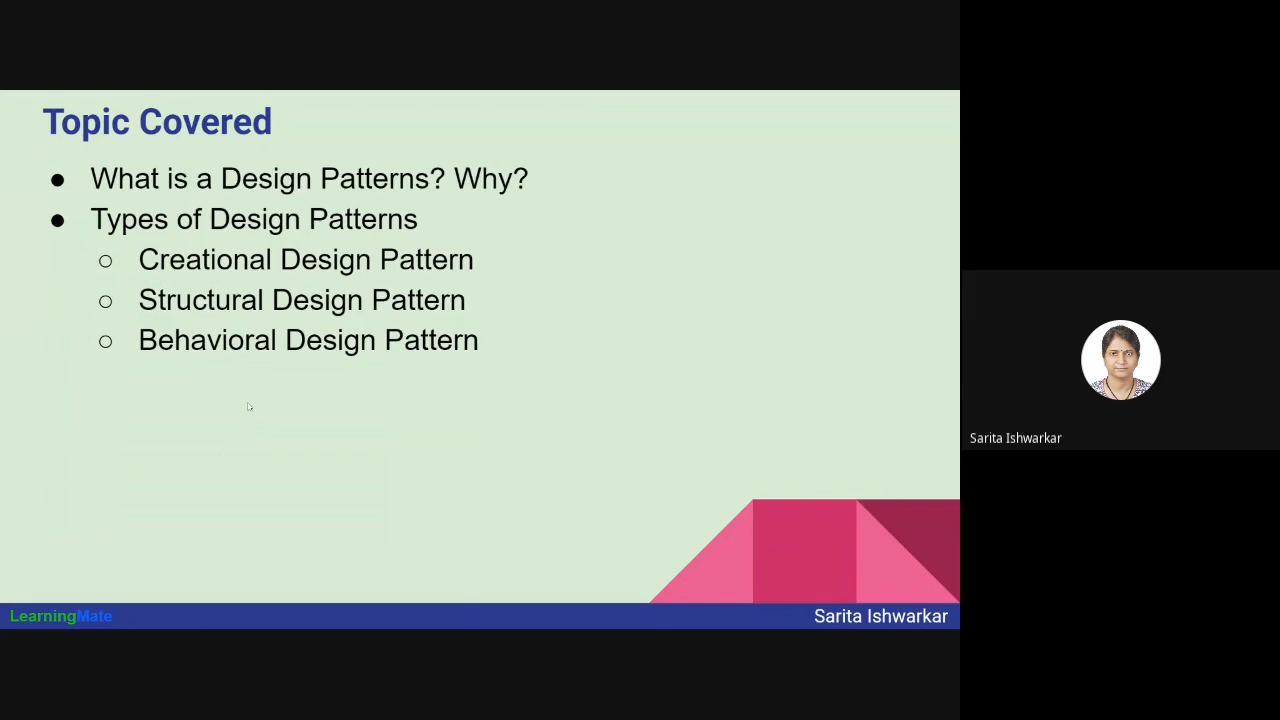 Topic Covered
● What is a Design Patterns? Why?
● Types of Design Patterns
○ Creational Design Pattern
○ Structural Design Pattern
○ Behavioral Design Pattern
Sarita Ishwarkar
LearningMate
Sarita Ishwarkar